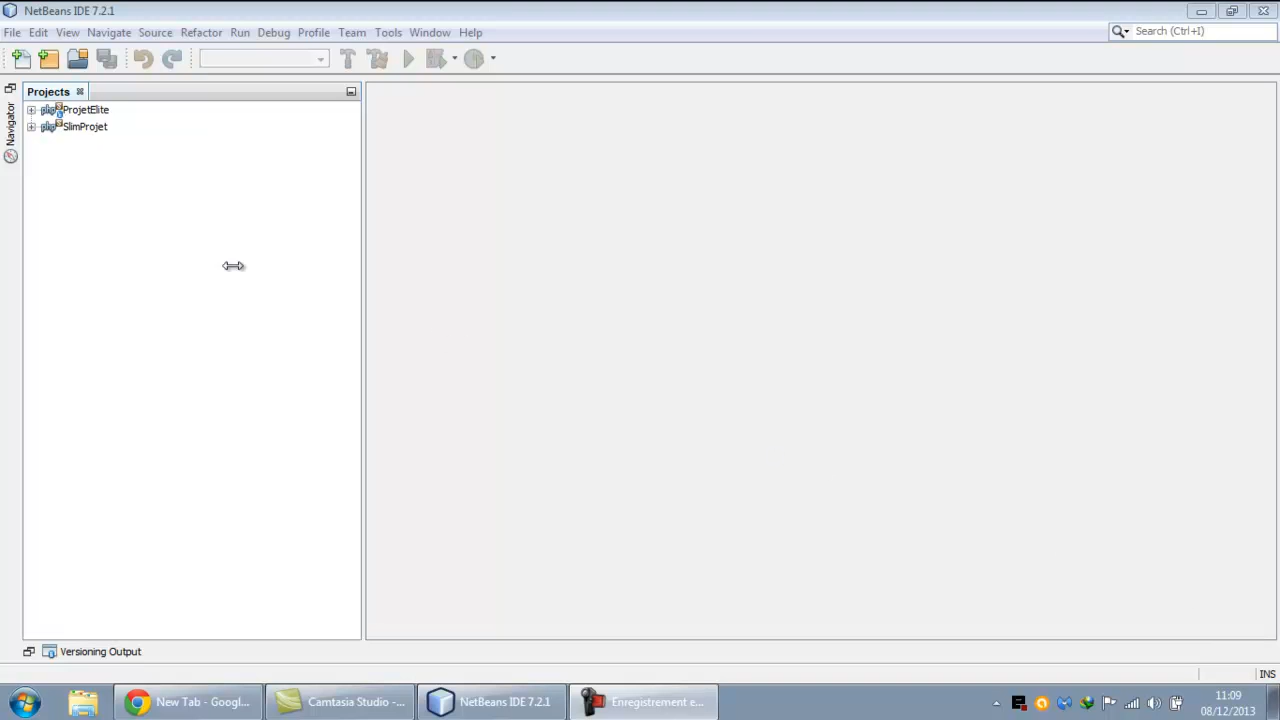 NetBeans IDE 7.2.1
File Edit View Navigate Source Refactor Run Debug Profile Team Tools Window Help
Search (Ctrl+I)
Projects
Navigator
php ProjetElite
php SlimProjet
Versioning Output
INS
New Tab - Googl...
Camtasia Studio -...
NetBeans IDE 7.2.1
Enregistrement e...
11:09
08/12/2013